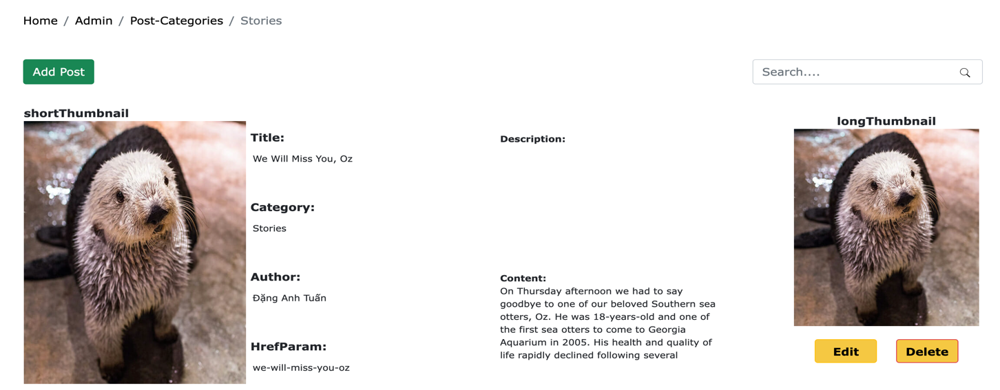 Home / Admin / Post-Categories / Stories
Add Post
Search....
shortThumbnail
Title:
We Will Miss You, Oz
Category:
Stories
Author:
Đặng Anh Tuấn
HrefParam:
we-will-miss-you-oz
Description:
Content:
On Thursday afternoon we had to say
goodbye to one of our beloved Southern sea
otters, Oz. He was 18-years-old and one of
the first sea otters to come to Georgia
Aquarium in 2005. His health and quality of
life rapidly declined following several
longThumbnail
Edit
Delete